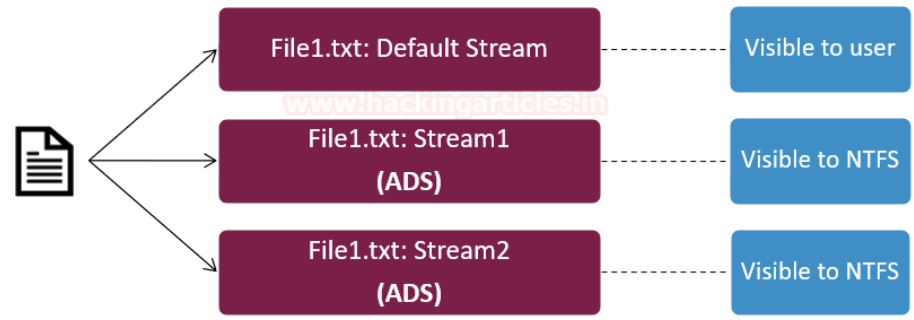 File1.txt: Default Stream
Visible to user
www.hackingarticles.in
File1.txt: Stream1
(ADS)
Visible to NTFS
File1.txt: Stream2
(ADS)
Visible to NTFS